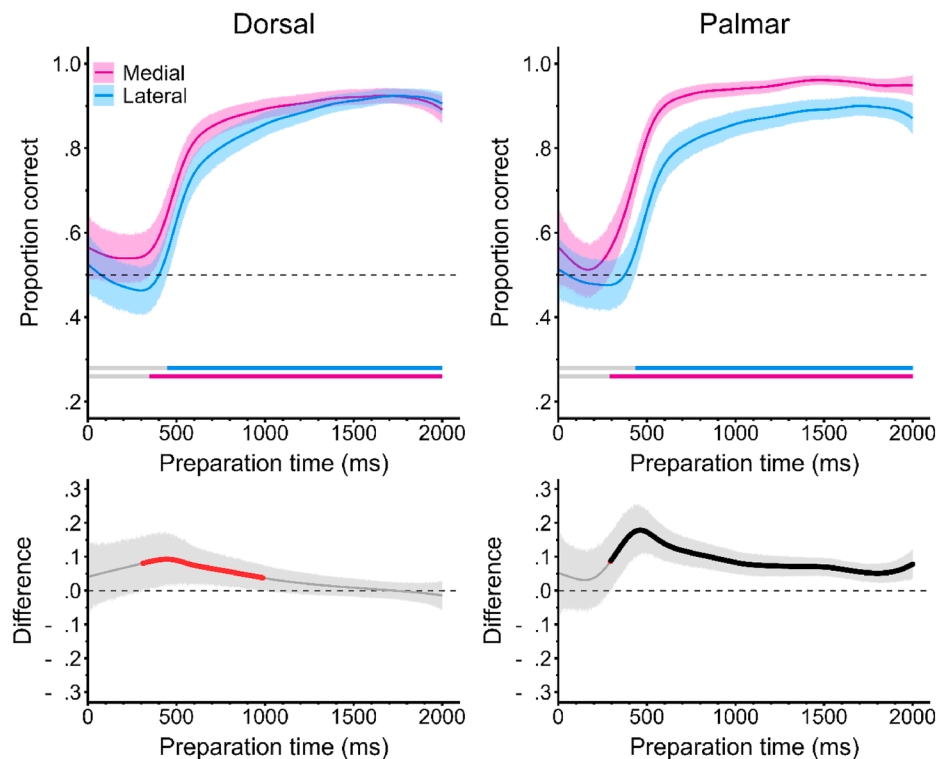 Dorsal
Palmar
Medial
Lateral
1.0
.8
.6
.4
.2
Proportion correct
0 500 1000 1500 2000
Preparation time (ms)
1.0
.8
.6
.4
.2
Proportion correct
0 500 1000 1500 2000
Preparation time (ms)
.3
.2
.1
.0
- .1
- .2
- .3
Difference
0 500 1000 1500 2000
Preparation time (ms)
.3
.2
.1
.0
- .1
- .2
- .3
Difference
0 500 1000 1500 2000
Preparation time (ms)